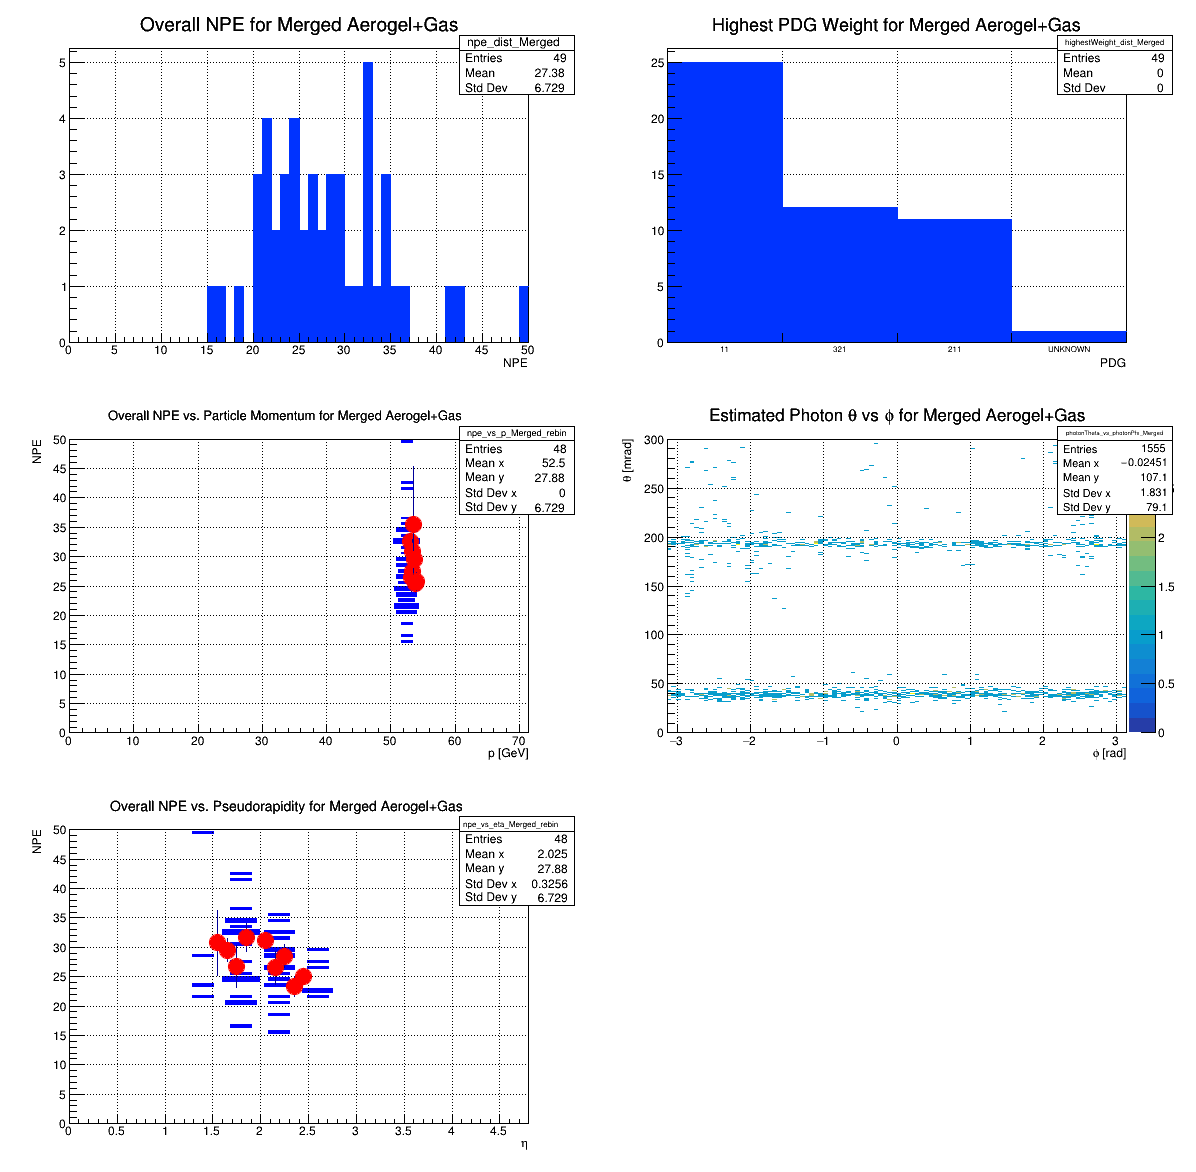 Overall NPE for Merged Aerogel+Gas
npe_dist_Merged
Entries 49
Mean 27.38
Std Dev 6.729
5
4
3
2
1
0
0 5 10 15 20 25 30 35 40 45 50
NPE
Highest PDG Weight for Merged Aerogel+Gas
highestWeight_dist_Merged
Entries 49
Mean 0
Std Dev 0
25
20
15
10
5
0
11 321 211 UNKNOWN
PDG
Overall NPE vs. Particle Momentum for Merged Aerogel+Gas
npe_vs_p_Merged_rebin
Entries 48
Mean x 52.5
Mean y 27.88
Std Dev x 0
Std Dev y 6.729
NPE
50
45
40
35
30
25
20
15
10
5
0
0 10 20 30 40 50 60 70
p [GeV]
Estimated Photon θ vs ϕ for Merged Aerogel+Gas
photonTheta_vs_photonPhi_Merged
Entries 1555
Mean x −0.02451
Mean y 107.1
Std Dev x 1.831
Std Dev y 79.1
θ [mrad]
300
250
200
150
100
50
0
−3 −2 −1 0 1 2 3
ϕ [rad]
2
1.5
1
0.5
0
Overall NPE vs. Pseudorapidity for Merged Aerogel+Gas
npe_vs_eta_Merged_rebin
Entries 48
Mean x 2.025
Mean y 27.88
Std Dev x 0.3256
Std Dev y 6.729
NPE
50
45
40
35
30
25
20
15
10
5
0
0 0.5 1 1.5 2 2.5 3 3.5 4 4.5
η